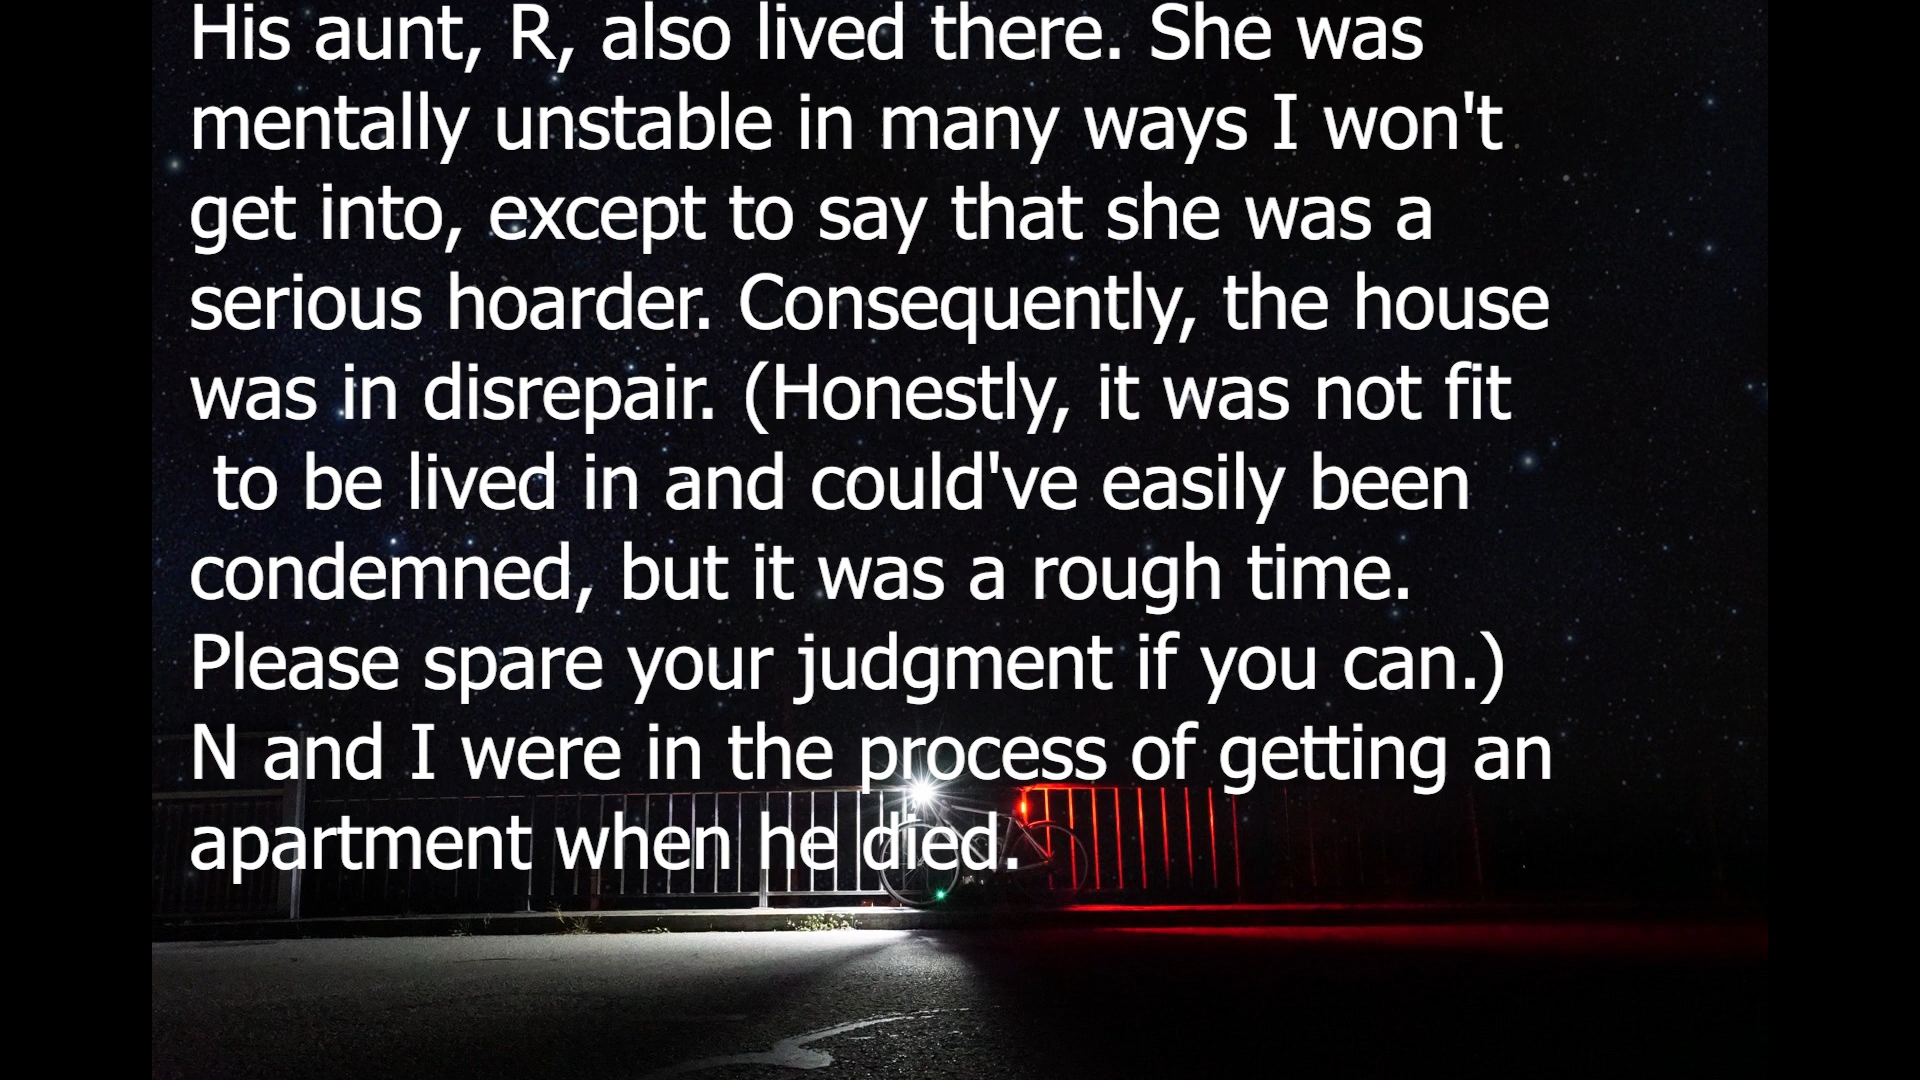 His aunt, R, also lived there. She was
mentally unstable in many ways I won't
get into, except to say that she was a
serious hoarder. Consequently, the house
was in disrepair. (Honestly, it was not fit
to be lived in and could've easily been
condemned, but it was a rough time.
Please spare your judgment if you can.)
N and I were in the process of getting an
apartment when he died.